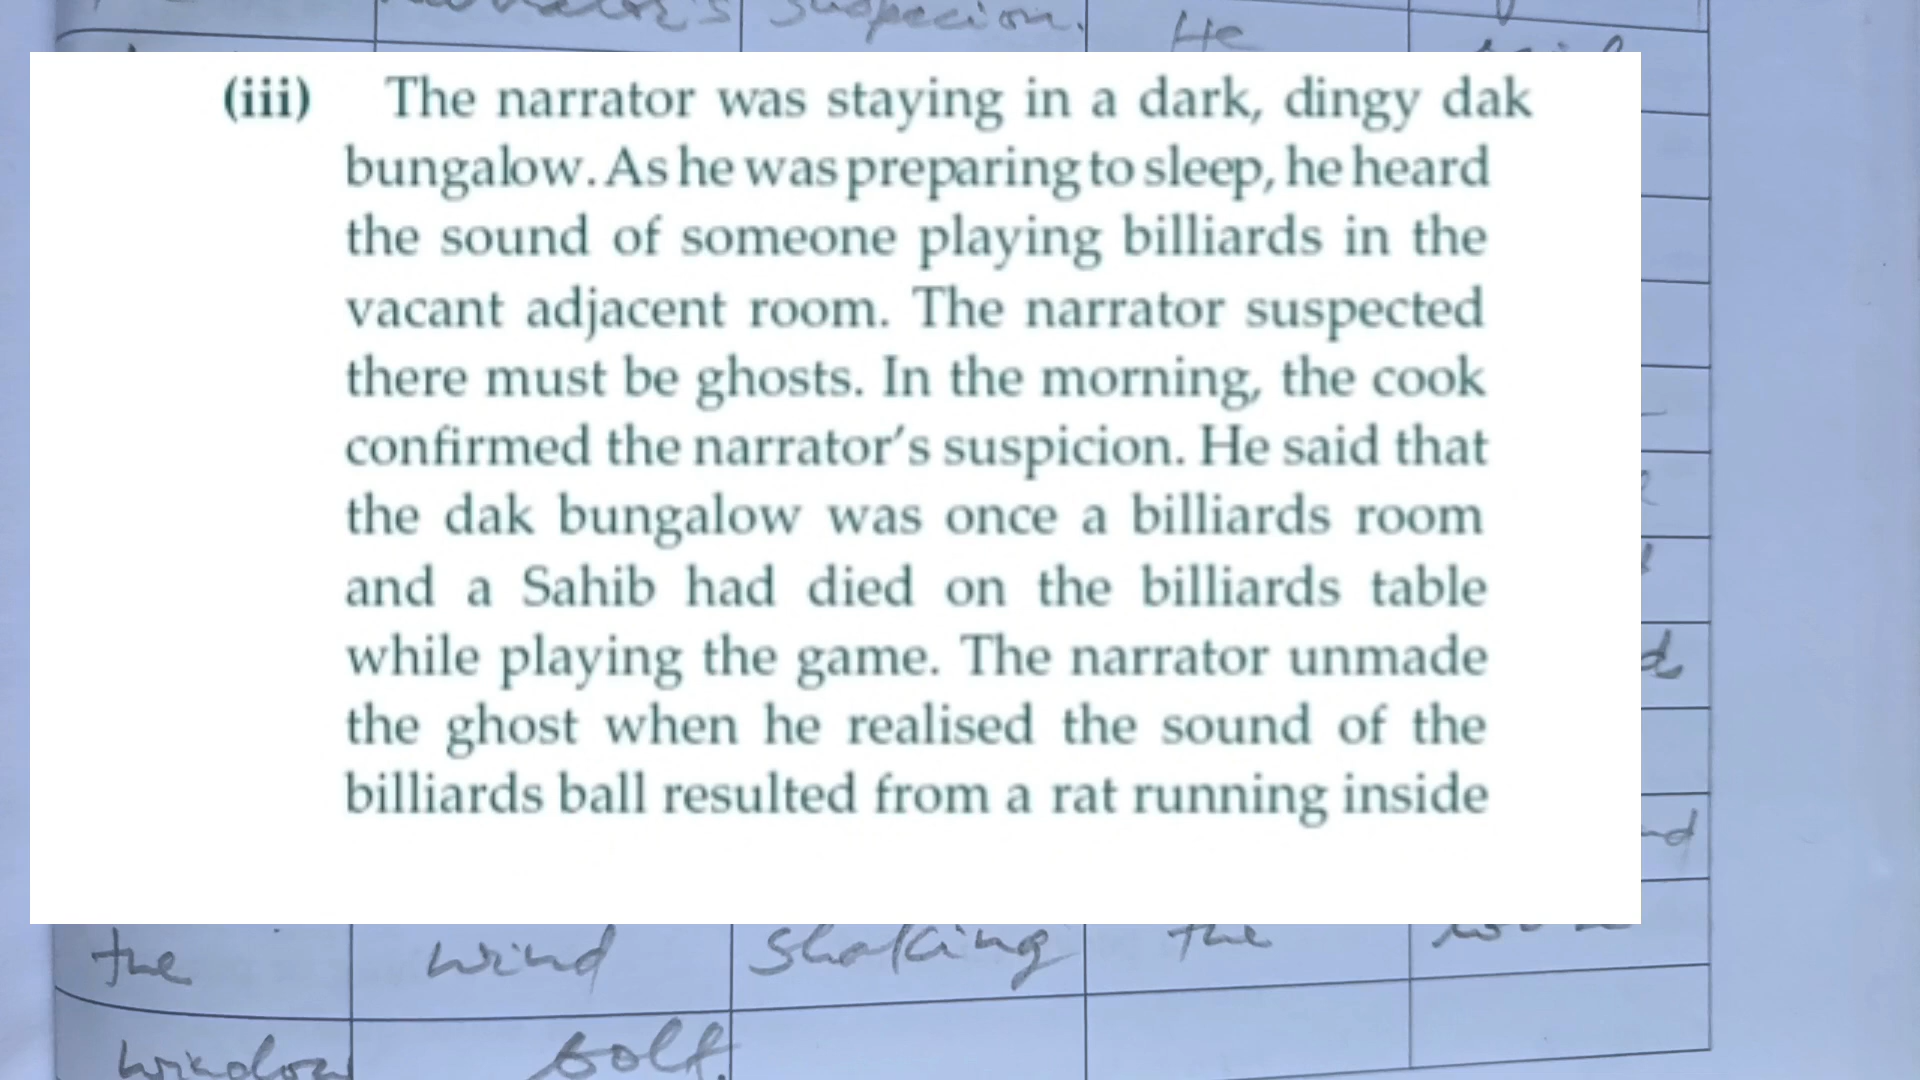 narrator's suspecion. He
(iii) The narrator was staying in a dark, dingy dak
bungalow. As he was preparing to sleep, he heard
the sound of someone playing billiards in the
vacant adjacent room. The narrator suspected
there must be ghosts. In the morning, the cook
confirmed the narrator's suspicion. He said that
the dak bungalow was once a billiards room
and a Sahib had died on the billiards table
while playing the game. The narrator unmade
the ghost when he realised the sound of the
billiards ball resulted from a rat running inside
the wind shaking the
window bolt.